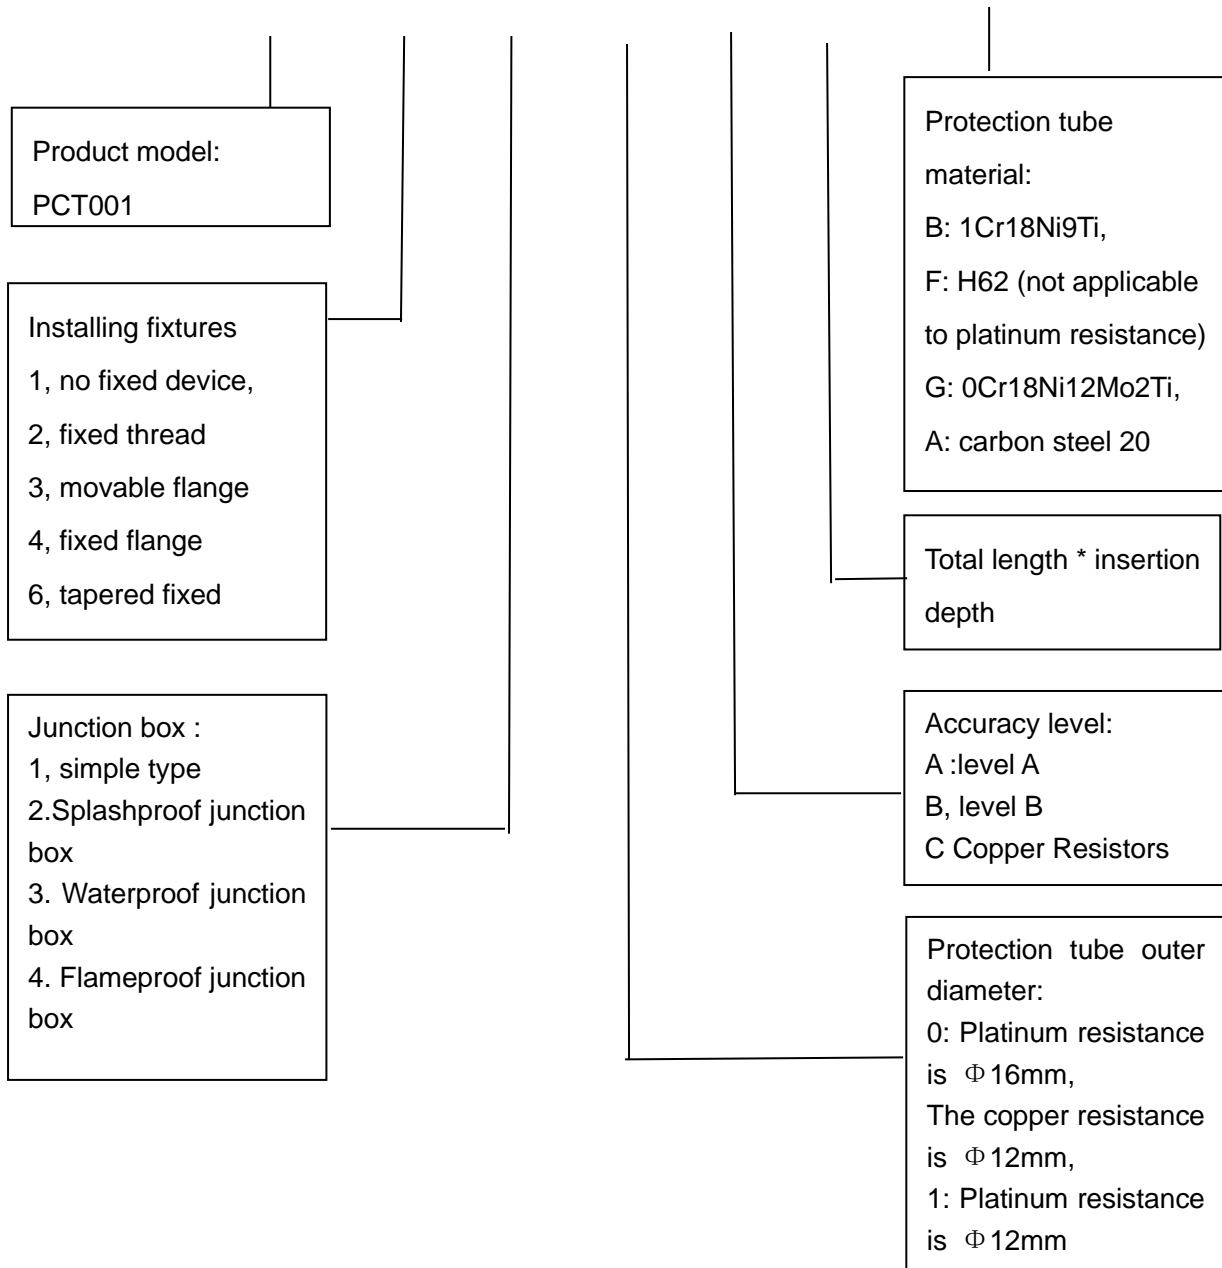 Product model:
PCT001
Installing fixtures
1, no fixed device,
2, fixed thread
3, movable flange
4, fixed flange
6, tapered fixed
Junction box :
1, simple type
2.Splashproof junction
box
3. Waterproof junction
box
4. Flameproof junction
box
Protection tube
material:
B: 1Cr18Ni9Ti,
F: H62 (not applicable
to platinum resistance)
G: 0Cr18Ni12Mo2Ti,
A: carbon steel 20
Total length * insertion
depth
Accuracy level:
A :level A
B, level B
C Copper Resistors
Protection tube outer
diameter:
0: Platinum resistance
is Φ16mm,
The copper resistance
is Φ12mm,
1: Platinum resistance
is Φ12mm